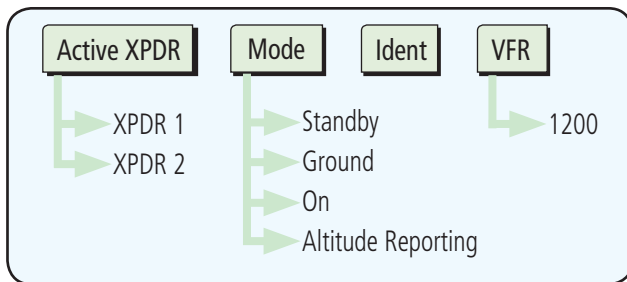 Active XPDR
XPDR 1
XPDR 2
Mode
Standby
Ground
On
Altitude Reporting
Ident
VFR
1200